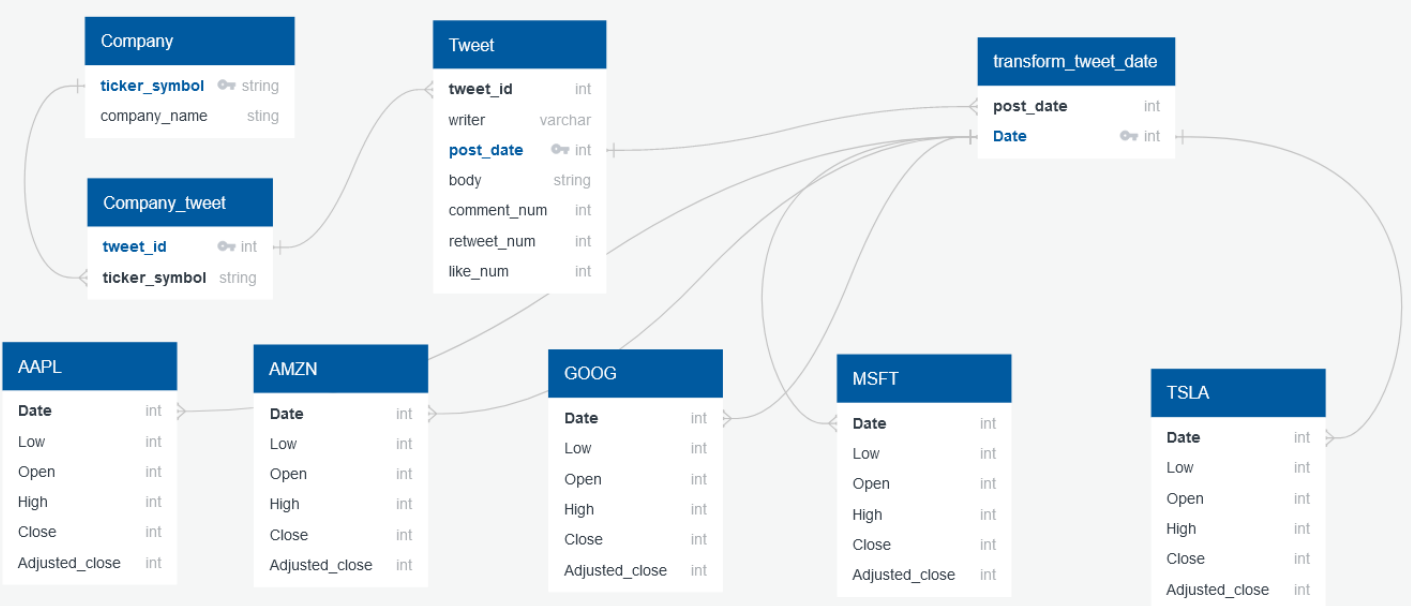 Company
ticker_symbol string
company_name sting
Company_tweet
tweet_id int
ticker_symbol string
Tweet
tweet_id int
writer varchar
post_date int
body string
comment_num int
retweet_num int
like_num int
transform_tweet_date
post_date int
Date int
AAPL
Date int
Low int
Open int
High int
Close int
Adjusted_close int
AMZN
Date int
Low int
Open int
High int
Close int
Adjusted_close int
GOOG
Date int
Low int
Open int
High int
Close int
Adjusted_close int
MSFT
Date int
Low int
Open int
High int
Close int
Adjusted_close int
TSLA
Date int
Low int
Open int
High int
Close int
Adjusted_close int